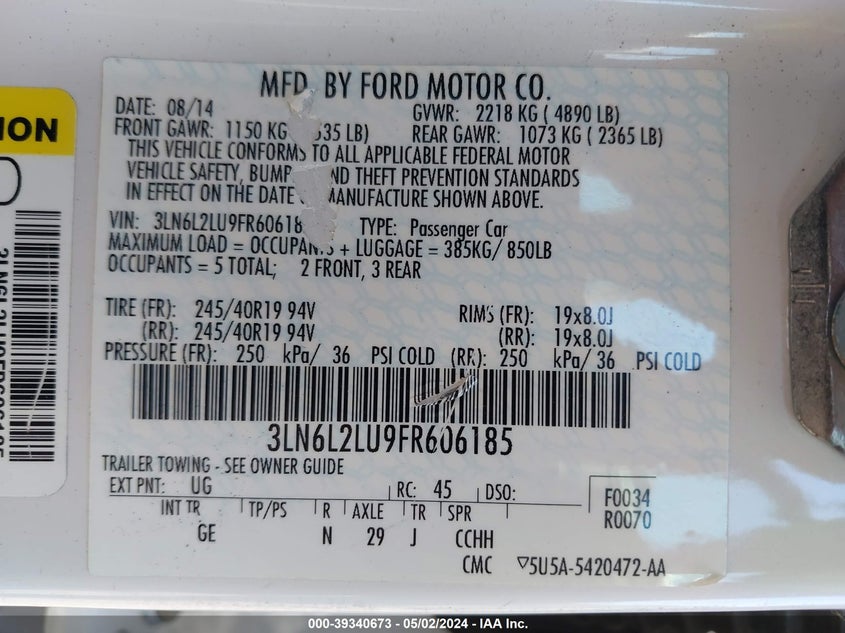 MFD. BY FORD MOTOR CO.
DATE: 08/14 GVWR: 2218 KG ( 4890 LB)
FRONT GAWR: 1150 KG 535 LB) REAR GAWR: 1073 KG ( 2365 LB)
THIS VEHICLE CONFORMS TO ALL APPLICABLE FEDERAL MOTOR
VEHICLE SAFETY, BUMP ND THEFT PREVENTION STANDARDS
IN EFFECT ON THE DATE MANUFACTURE SHOWN ABOVE.
VIN: 3LN6L2LU9FR60618 TYPE: Passenger Car
MAXIMUM LOAD = OCCUPANTS + LUGGAGE = 385KG/ 850LB
OCCUPANTS = 5 TOTAL; 2 FRONT, 3 REAR
TIRE (FR): 245/40R19 94V RIMS (FR): 19x8.0J
(RR): 245/40R19 94V (RR): 19x8.0J
PRESSURE (FR): 250 kPa/ 36 PSI COLD (RR): 250 kPa/ 36 PSI COLD
3LN6L2LU9FR606185
TRAILER TOWING - SEE OWNER GUIDE
EXT PNT: UG RC: 45 DSO: F0034
INT TR TP/PS R AXLE TR SPR R0070
GE N 29 J CCHH
CMC ▽5U5A-5420472-AA
ION
3LN6L2LU9FR606185
000-39340673 - 05/02/2024 - IAA Inc.